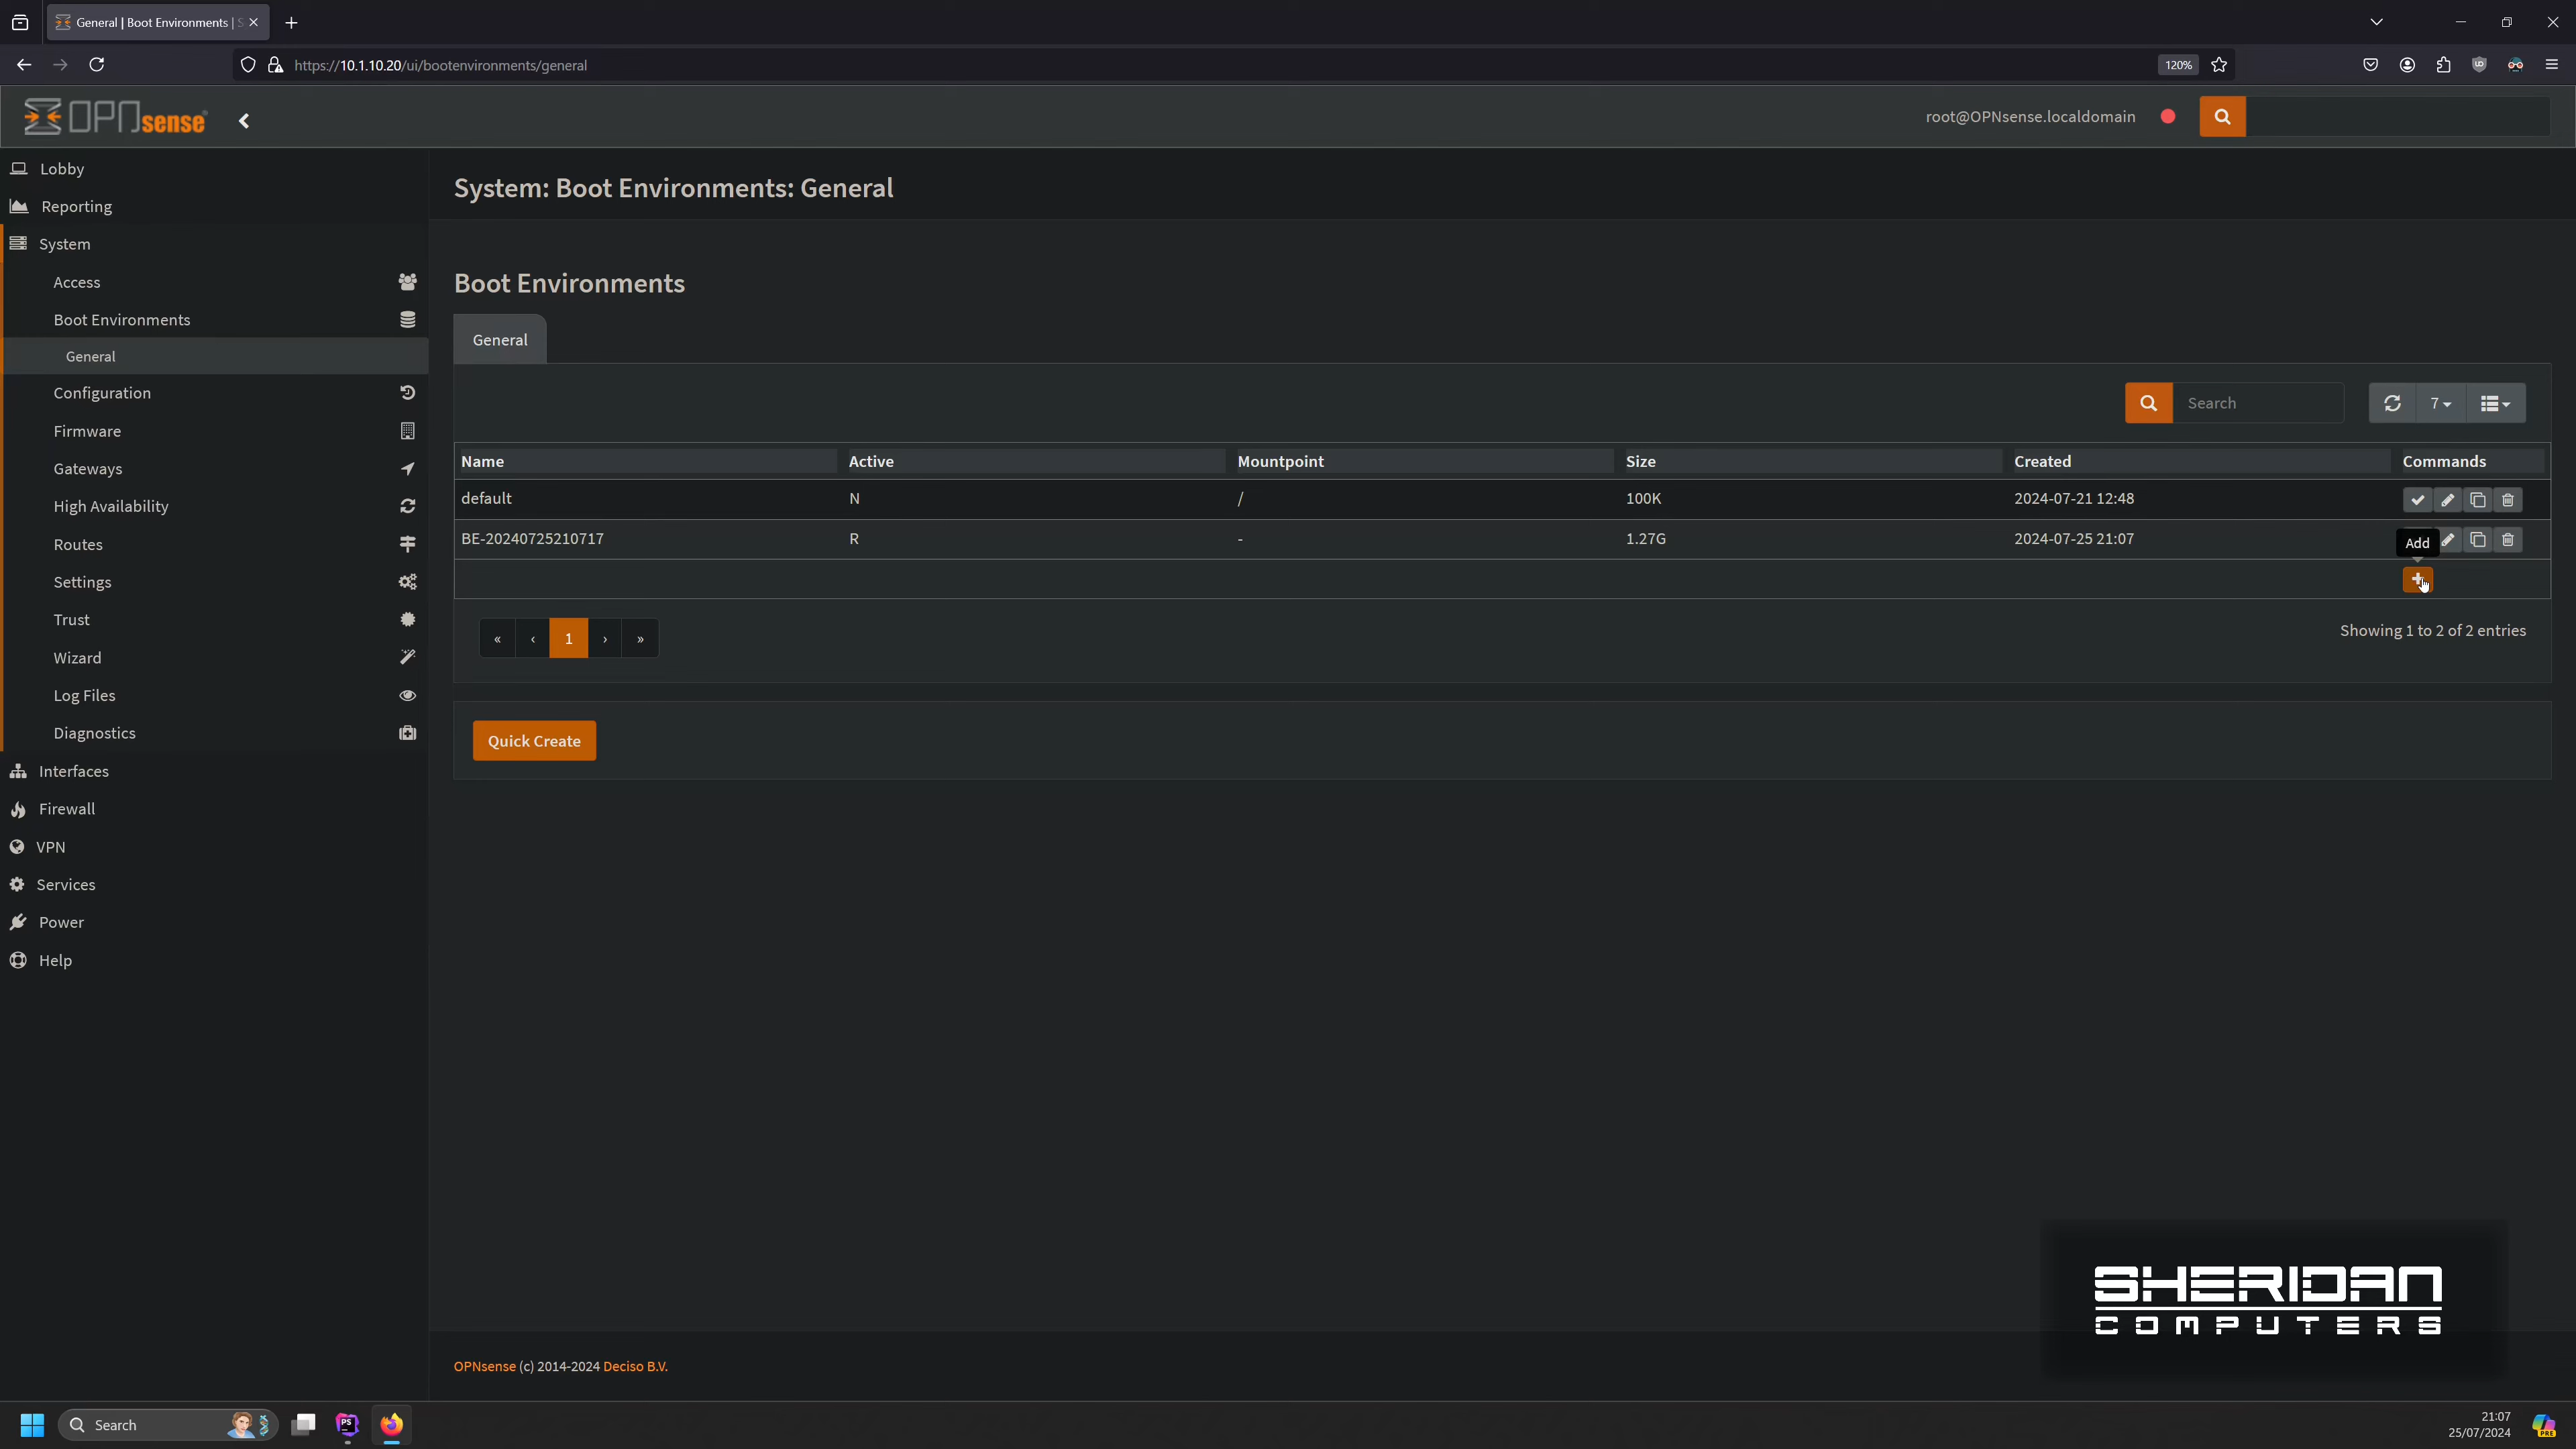 General | Boot Environments | S
https://10.1.10.20/ui/bootenvironments/general
120%
OPNsense
root@OPNsense.localdomain
Lobby
Reporting
System
Access
Boot Environments
General
Configuration
Firmware
Gateways
High Availability
Routes
Settings
Trust
Wizard
Log Files
Diagnostics
Interfaces
Firewall
VPN
Services
Power
Help
System: Boot Environments: General
Boot Environments
General
Search
7
Name Active Mountpoint Size Created Commands
default N / 100K 2024-07-21 12:48
BE-20240725210717 R - 1.27G 2024-07-25 21:07
Add
« ‹ 1 › »
Showing 1 to 2 of 2 entries
Quick Create
SHERIDAN
COMPUTERS
OPNsense (c) 2014-2024 Deciso B.V.
Search
PS
21:07
25/07/2024
PRE